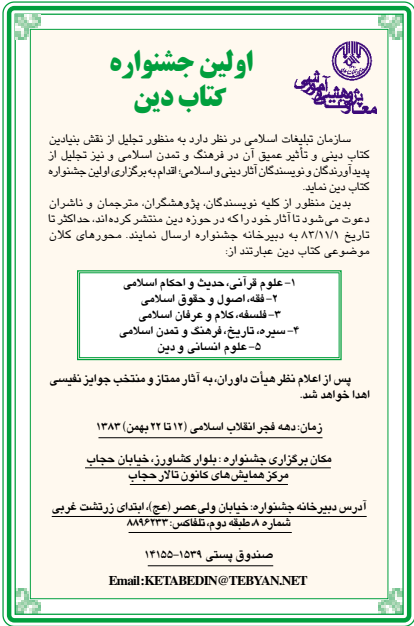 معاونت پژوهشی آموزشی
اولین جشنواره
کتاب دین
سازمان تبلیغات اسلامی در نظر دارد به منظور تجلیل از نقش بنیادین
کتاب دینی و تأثیر عمیق آن در فرهنگ و تمدن اسلامی و نیز تجلیل از
پدیدآورندگان و نویسندگان آثار دینی و اسلامی؛ اقدام به برگزاری اولین جشنواره
کتاب دین نماید.
بدین منظور از کلیه نویسندگان، پژوهشگران، مترجمان و ناشران
دعوت می‌شود تا آثار خود را که در حوزه دین منتشر کرده‌اند، حداکثر تا
تاریخ ۸۳/۱۱/۱ به دبیرخانه جشنواره ارسال نمایند. محورهای کلان
موضوعی کتاب دین عبارتند از:
۱- علوم قرآنی، حدیث و احکام اسلامی
۲- فقه، اصول و حقوق اسلامی
۳- فلسفه، کلام و عرفان اسلامی
۴- سیره، تاریخ، فرهنگ و تمدن اسلامی
۵- علوم انسانی و دین
پس از اعلام نظر هیأت داوران، به آثار ممتاز و منتخب جوایز نفیسی
اهدا خواهد شد.
زمان: دهه فجر انقلاب اسلامی (۱۲ تا ۲۲ بهمن) ۱۳۸۳
مکان برگزاری جشنواره: بلوار کشاورز، خیابان حجاب
مرکز همایش‌های کانون تالار حجاب
آدرس دبیرخانه جشنواره: خیابان ولی‌عصر (عج)، ابتدای زرتشت غربی
شماره ۸، طبقه دوم، تلفاکس: ۸۸۹۶۲۳۳
صندوق پستی ۱۵۳۹-۱۴۱۵۵
Email:KETABEDIN@TEBYAN.NET